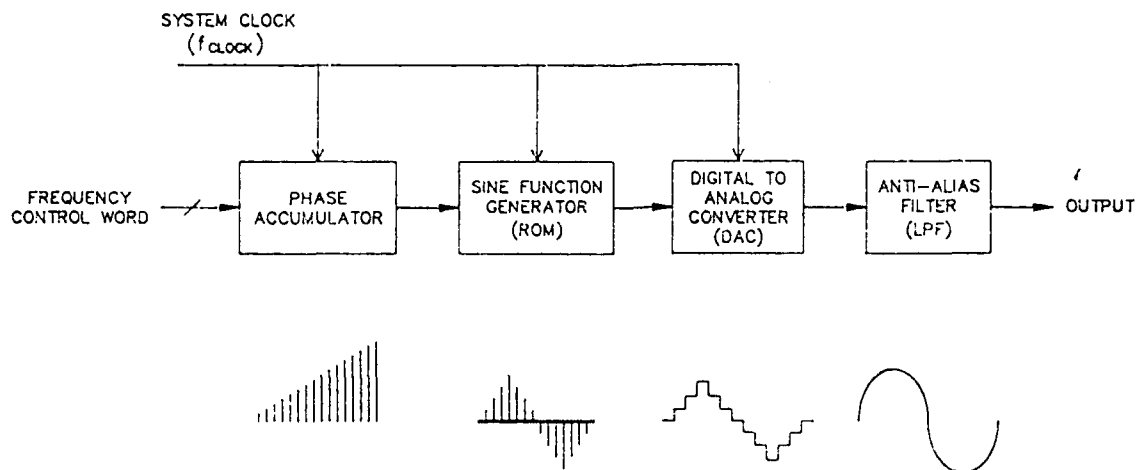 SYSTEM CLOCK
(fCLOCK)
FREQUENCY
CONTROL WORD
PHASE
ACCUMULATOR
SINE FUNCTION
GENERATOR
(ROM)
DIGITAL TO
ANALOG
CONVERTER
(DAC)
ANTI-ALIAS
FILTER
(LPF)
OUTPUT